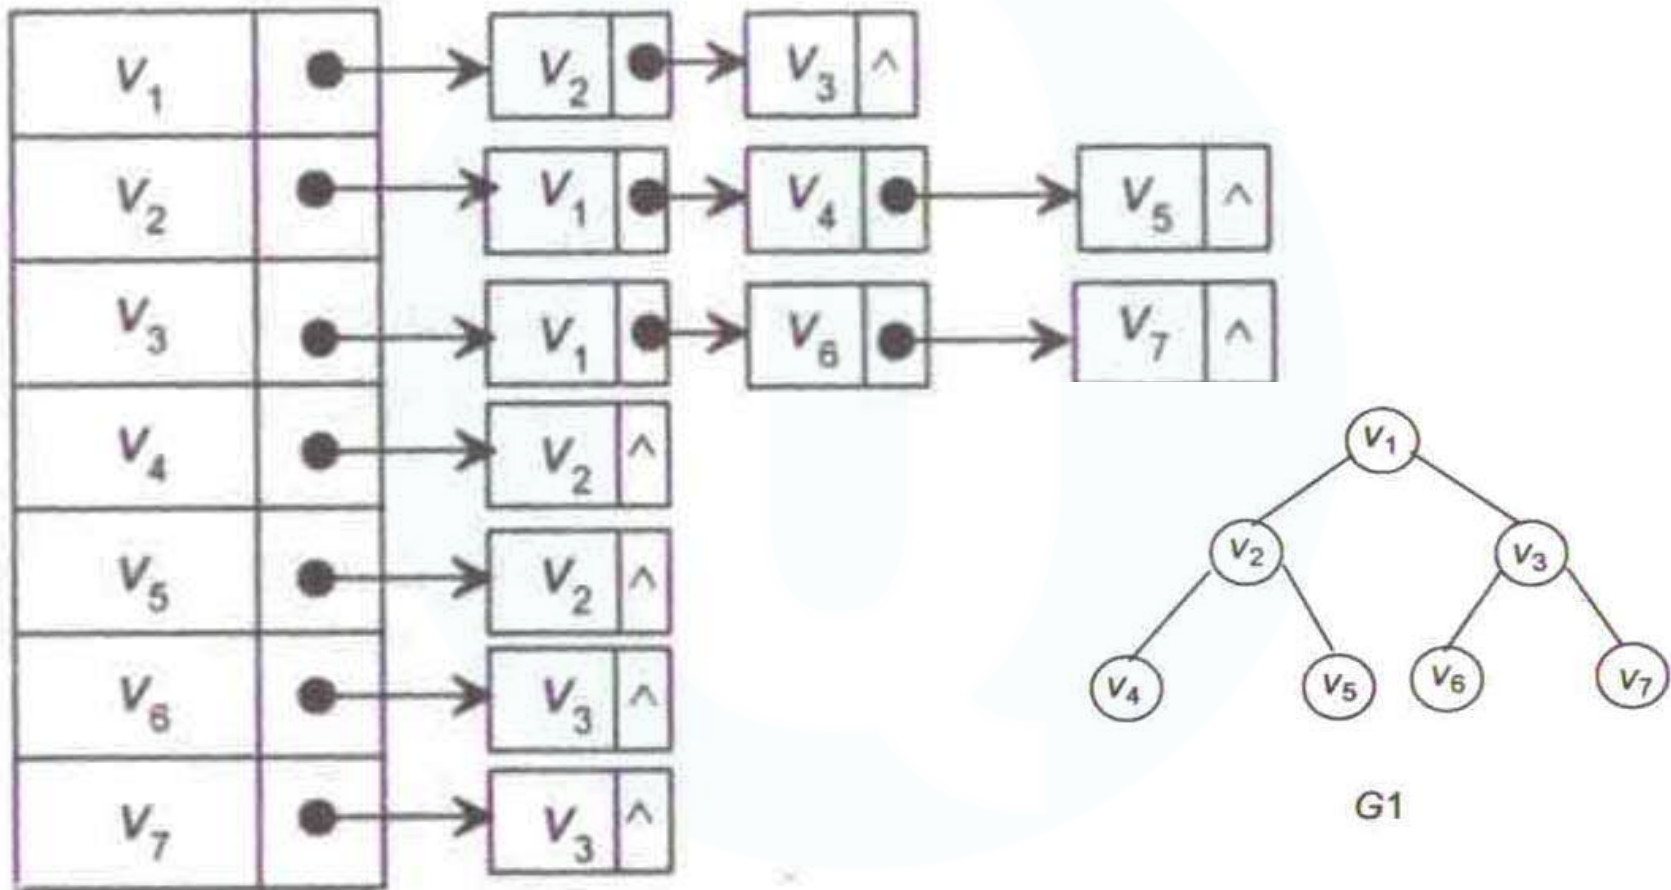 V1 V2 V3 ^
V2 V1 V4 V5 ^
V3 V1 V6 V7 ^
V4 V2 ^
V5 V2 ^
V6 V3 ^
V7 V3 ^
V1
V2 V3
V4 V5 V6 V7
G1